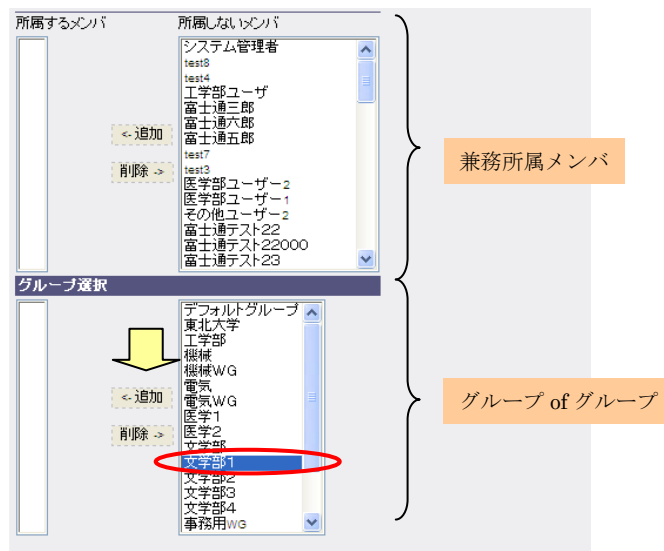 所属するメンバ
所属しないメンバ
システム管理者
test8
test4
工学部ユーザ
富士通三郎
富士通六郎
富士通五郎
test7
test3
医学部ユーザー2
医学部ユーザー1
その他ユーザー2
富士通テスト22
富士通テスト22000
富士通テスト23
<-追加
削除->
兼務所属メンバ
グループ選択
デフォルトグループ
東北大学
工学部
機械
機械WG
電気
電気WG
医学1
医学2
文学部
文学部1
文学部2
文学部3
文学部4
事務用WG
<-追加
削除->
グループ of グループ